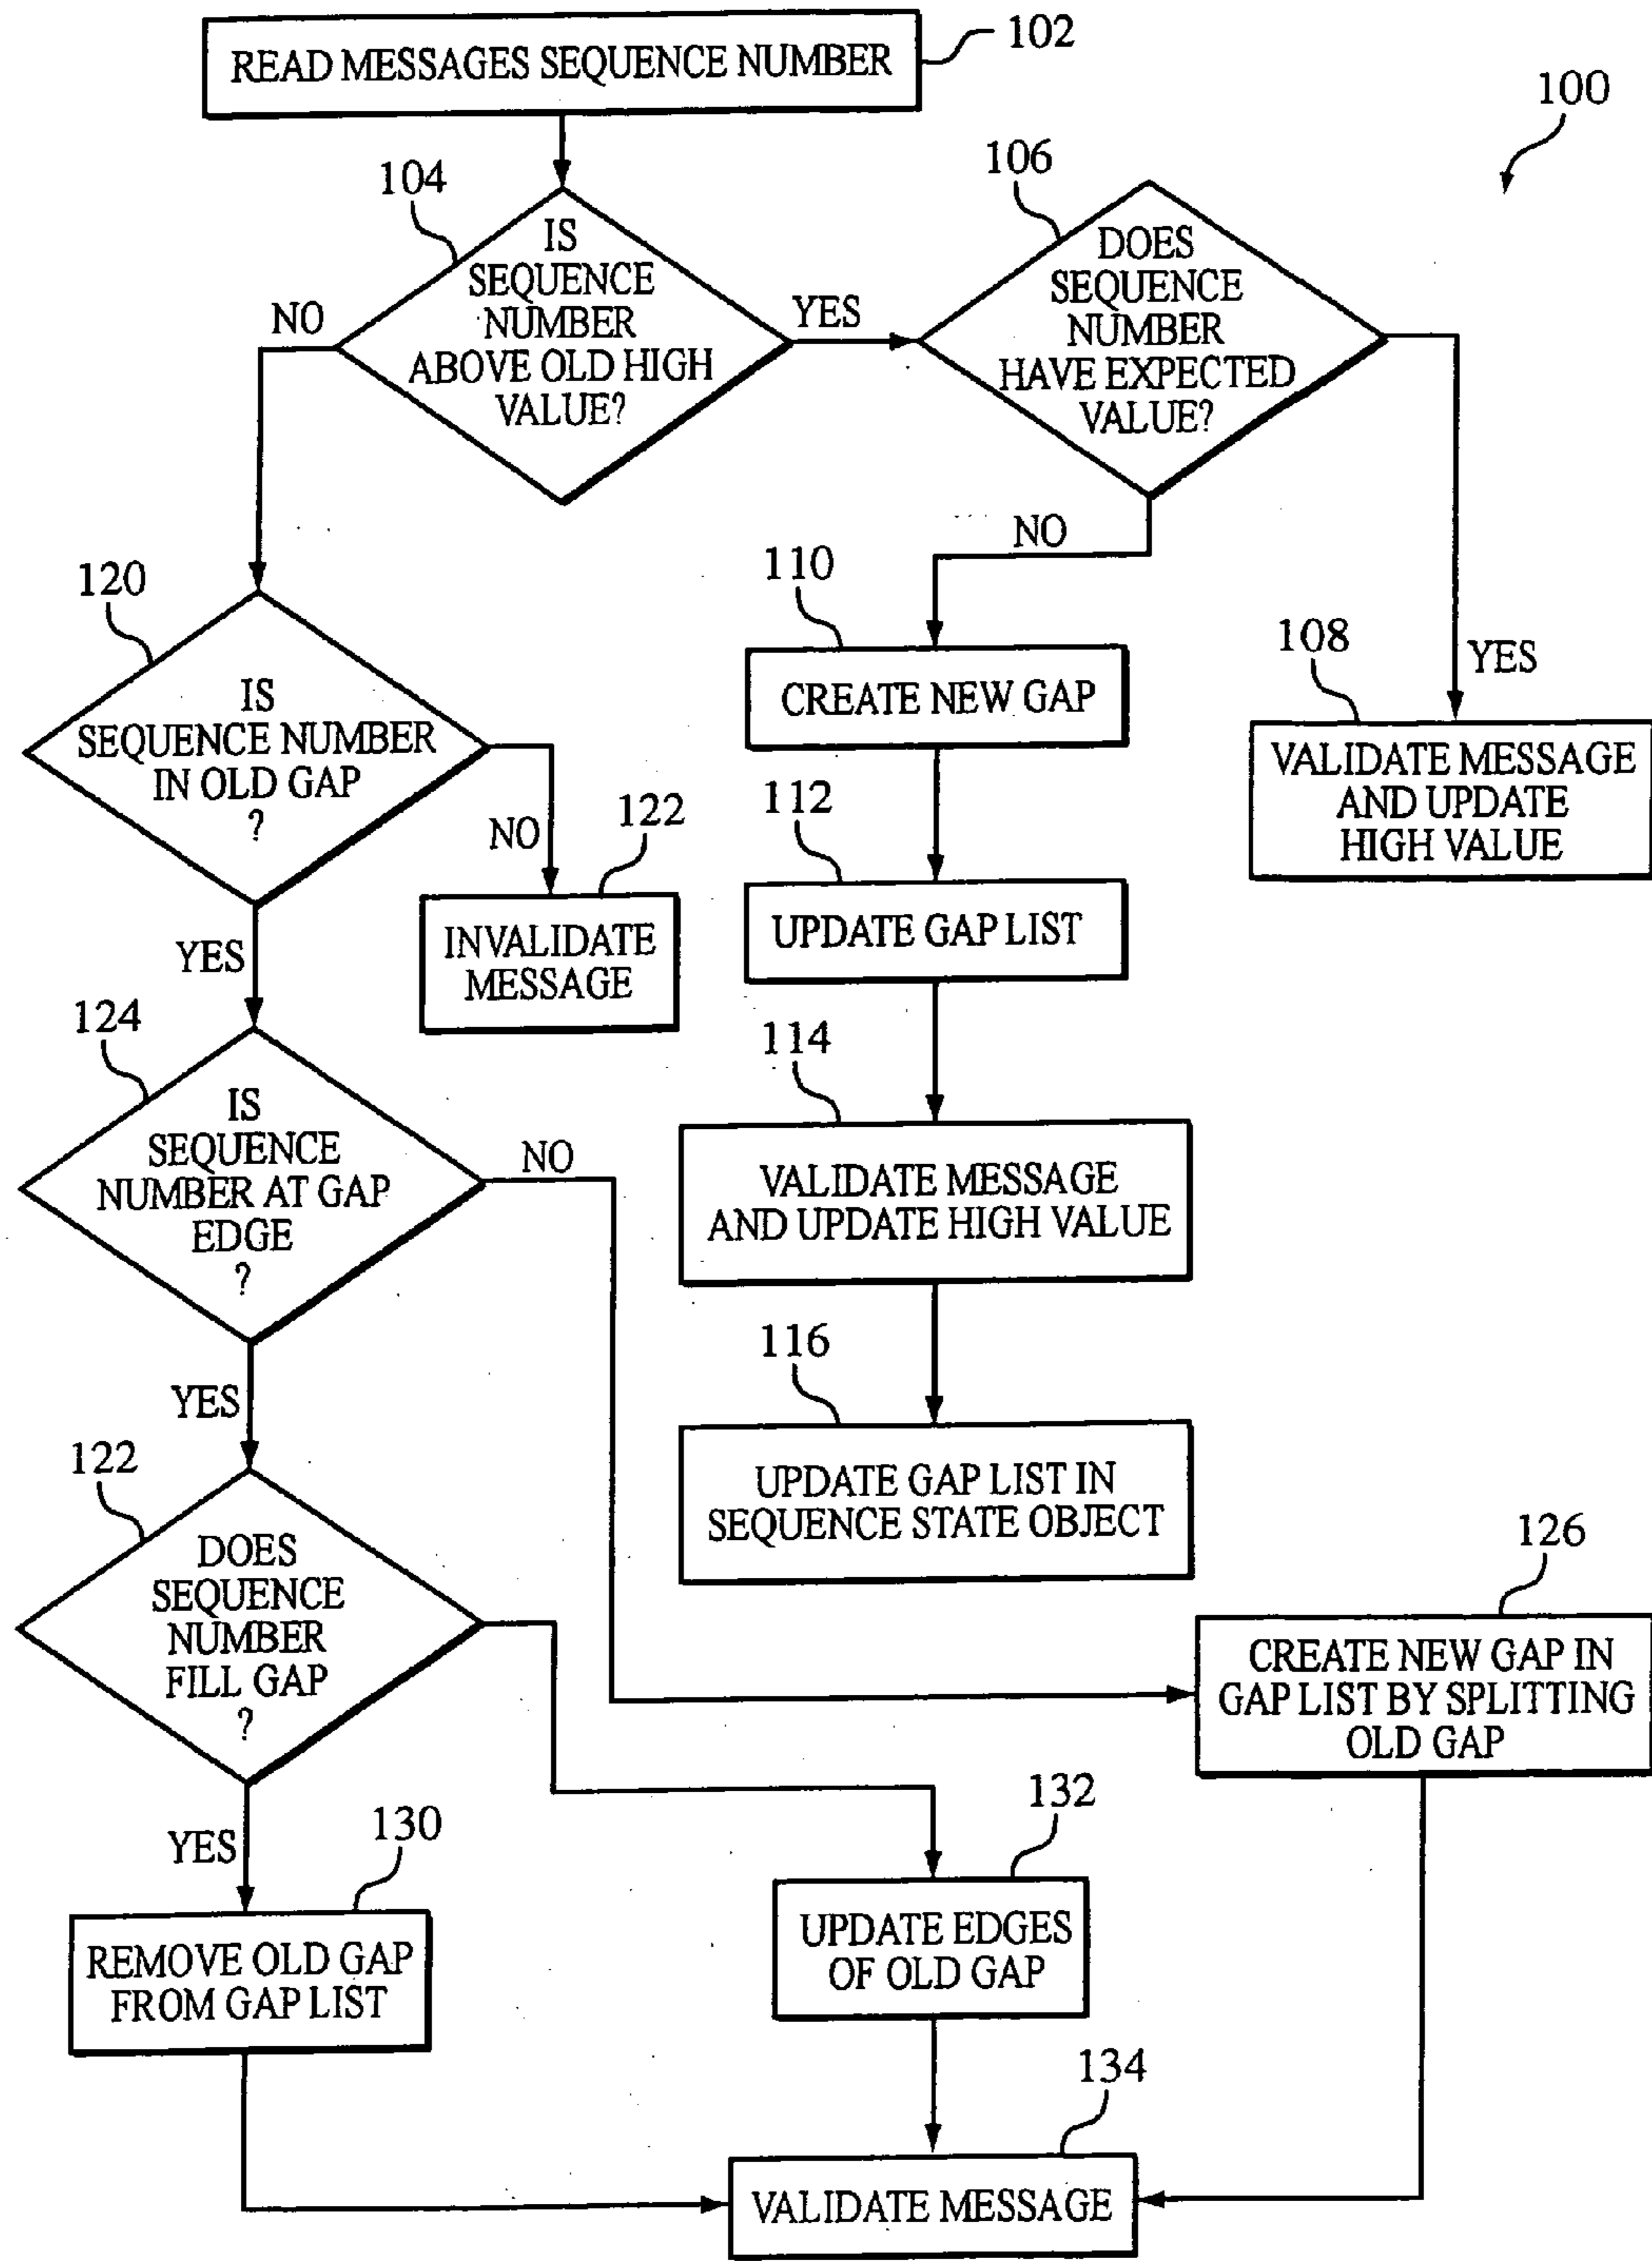 READ MESSAGES SEQUENCE NUMBER
102
100
104
IS
SEQUENCE
NUMBER
ABOVE OLD HIGH
VALUE?
NO
YES
106
DOES
SEQUENCE
NUMBER
HAVE EXPECTED
VALUE?
NO
YES
108
VALIDATE MESSAGE
AND UPDATE
HIGH VALUE
110
CREATE NEW GAP
112
UPDATE GAP LIST
114
VALIDATE MESSAGE
AND UPDATE HIGH VALUE
116
UPDATE GAP LIST IN
SEQUENCE STATE OBJECT
120
IS
SEQUENCE NUMBER
IN OLD GAP
?
NO
122
INVALIDATE
MESSAGE
YES
124
IS
SEQUENCE
NUMBER AT GAP
EDGE
?
NO
YES
122
DOES
SEQUENCE
NUMBER
FILL GAP
?
126
CREATE NEW GAP IN
GAP LIST BY SPLITTING
OLD GAP
YES
130
REMOVE OLD GAP
FROM GAP LIST
132
UPDATE EDGES
OF OLD GAP
134
VALIDATE MESSAGE